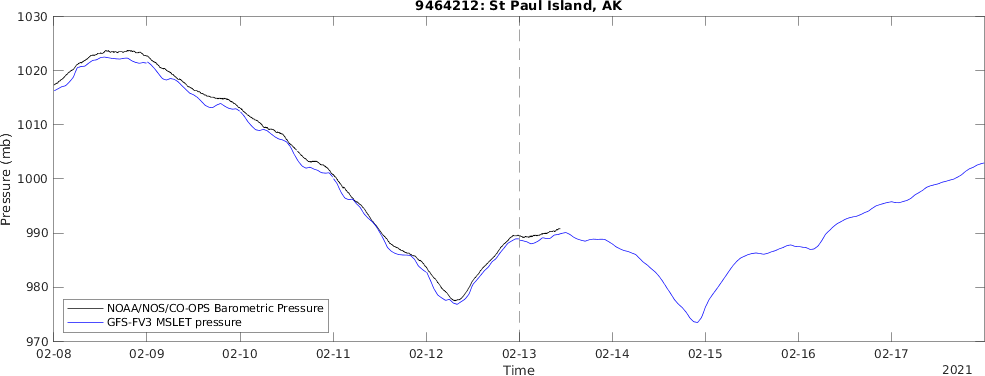 9464212: St Paul Island, AK
1030
1020
1010
1000
990
980
970
Pressure (mb)
NOAA/NOS/CO-OPS Barometric Pressure
GFS-FV3 MSLET pressure
02-08 02-09 02-10 02-11 02-12 02-13 02-14 02-15 02-16 02-17
Time
2021